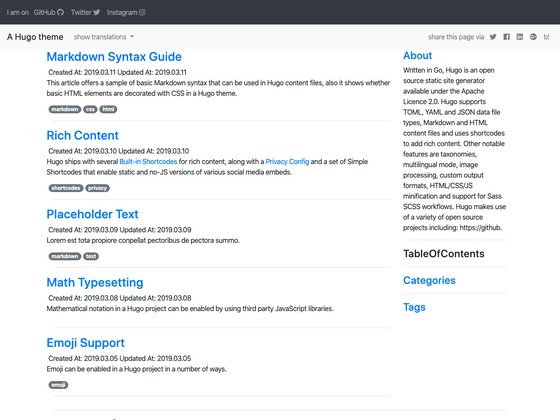 I am on GitHub Twitter Instagram
A Hugo theme show translations share this page via b!
Markdown Syntax Guide
Created At: 2019.03.11 Updated At: 2019.03.11
This article offers a sample of basic Markdown syntax that can be used in Hugo content files, also it shows whether
basic HTML elements are decorated with CSS in a Hugo theme.
markdown css html
Rich Content
Created At: 2019.03.10 Updated At: 2019.03.10
Hugo ships with several Built-in Shortcodes for rich content, along with a Privacy Config and a set of Simple
Shortcodes that enable static and no-JS versions of various social media embeds.
shortcodes privacy
Placeholder Text
Created At: 2019.03.09 Updated At: 2019.03.09
Lorem est tota propiore conpellat pectoribus de pectora summo.
markdown text
Math Typesetting
Created At: 2019.03.08 Updated At: 2019.03.08
Mathematical notation in a Hugo project can be enabled by using third party JavaScript libraries.
Emoji Support
Created At: 2019.03.05 Updated At: 2019.03.05
Emoji can be enabled in a Hugo project in a number of ways.
emoji
About
Written in Go, Hugo is an open
source static site generator
available under the Apache
Licence 2.0. Hugo supports
TOML, YAML and JSON data file
types, Markdown and HTML
content files and uses shortcodes
to add rich content. Other notable
features are taxonomies,
multilingual mode, image
processing, custom output
formats, HTML/CSS/JS
minification and support for Sass
SCSS workflows. Hugo makes use
of a variety of open source
projects including: https://github.
TableOfContents
Categories
Tags